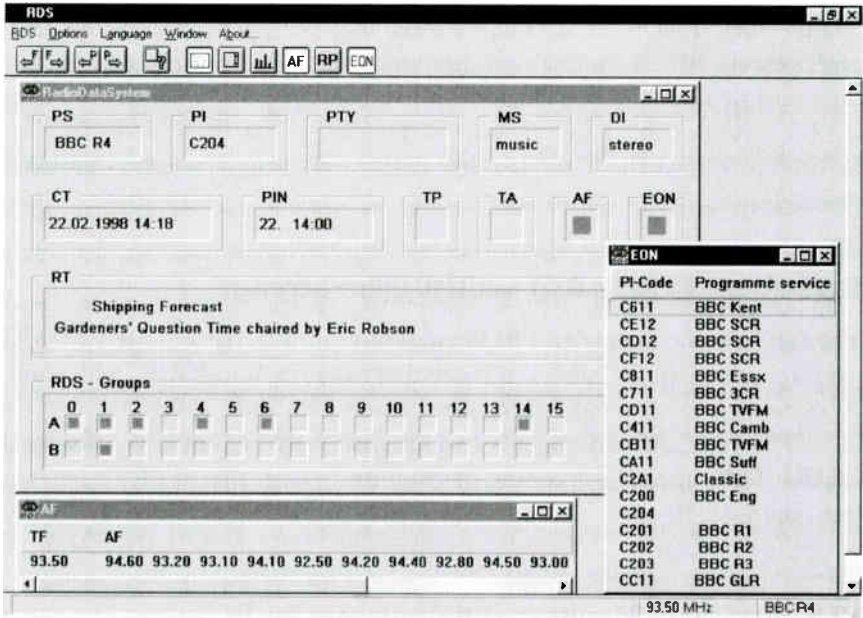 RDS
RDS Options Language Window About...
F F P P ? AF RP EON
RadioDataSystem
PS PI PTY MS DI
BBC R4 C204 music stereo
CT PIN TP TA AF EON
22.02.1998 14:18 22. 14:00
RT
Shipping Forecast
Gardeners' Question Time chaired by Eric Robson
RDS - Groups
0 1 2 3 4 5 6 7 8 9 10 11 12 13 14 15
A
B
EON
PI-Code Programme service
C611 BBC Kent
CE12 BBC SCR
CD12 BBC SCR
CF12 BBC SCR
C811 BBC Essx
C711 BBC 3CR
CD11 BBC TVFM
C411 BBC Camb
CB11 BBC TVFM
CA11 BBC Suff
C2A1 Classic
C200 BBC Eng
C204
C201 BBC R1
C202 BBC R2
C203 BBC R3
CC11 BBC GLR
AF
TF AF
93.50 94.60 93.20 93.10 94.10 92.50 94.20 94.40 92.80 94.50 93.00
93.50 MHz BBC R4